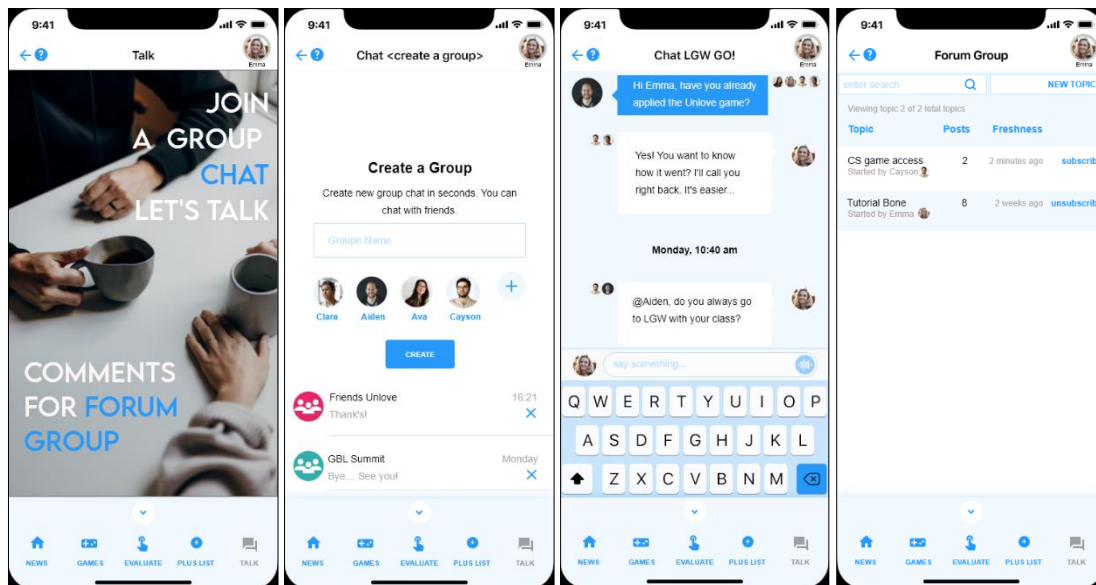 9:41
?
Talk
Emma
JOIN
A GROUP
CHAT
LET'S TALK
COMMENTS
FOR FORUM
GROUP
NEWS
GAMES
EVALUATE
PLUS LIST
TALK
9:41
?
Chat <create a group>
Emma
Create a Group
Create new group chat in seconds. You can
chat with friends.
Groupe Name
Clara
Aiden
Ava
Cayson
CREATE
Friends Unlove
16:21
Thank's!
GBL Summit
Monday
Bye... See you!
NEWS
GAMES
EVALUATE
PLUS LIST
TALK
9:41
?
Chat LGW GO!
Emma
Hi Emma, have you already
applied the Unlove game?
Yes! You want to know
how it went? I'll call you
right back. It's easier...
Monday, 10:40 am
@Aiden, do you always go
to LGW with your class?
say something...
Q W E R T Y U I O P
A S D F G H J K L
Z X C V B N M
NEWS
GAMES
EVALUATE
PLUS LIST
TALK
9:41
?
Forum Group
Emma
enter search
NEW TOPIC
Viewing topic 2 of 2 total topics
Topic Posts Freshness
CS game access 2 2 minutes ago subscrib
Started by Cayson
Tutorial Bone 8 2 weeks ago unsubscrib
Started by Emma
NEWS
GAMES
EVALUATE
PLUS LIST
TALK